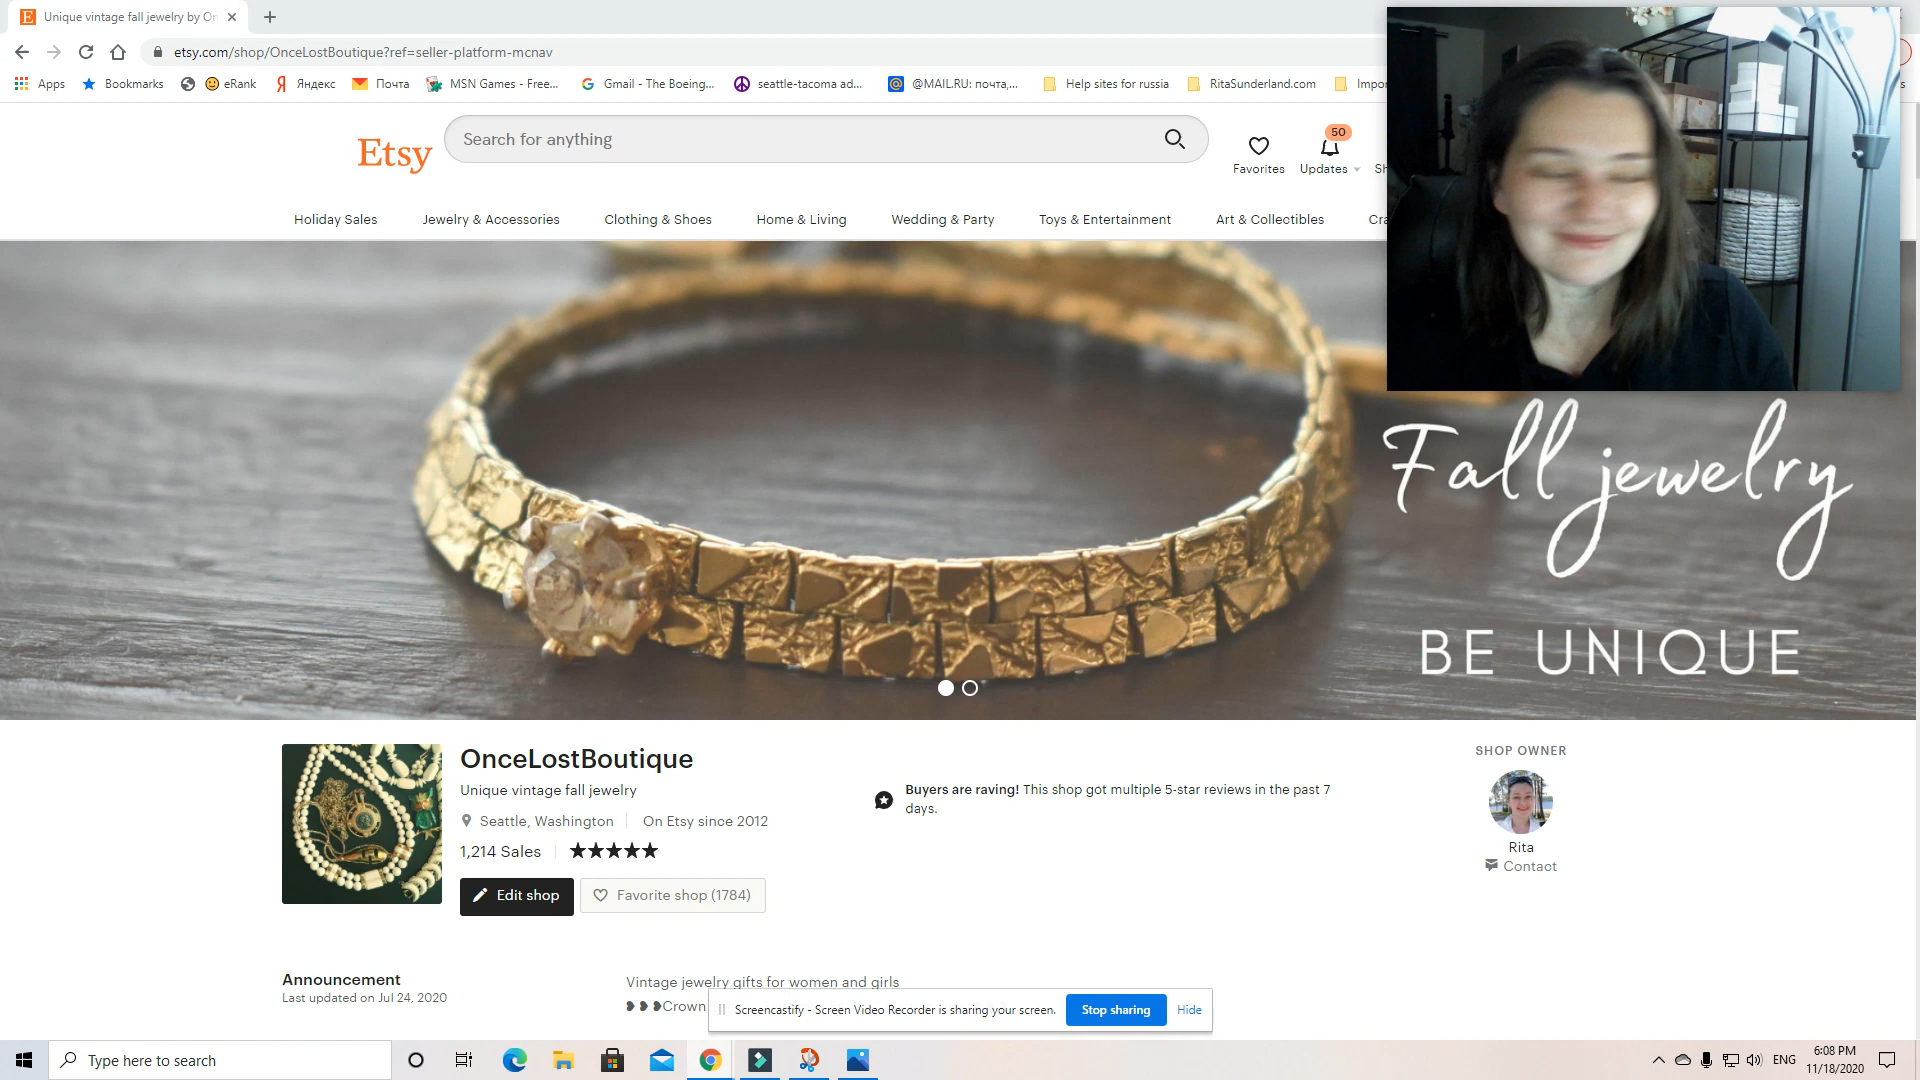 Unique vintage fall jewelry by On
etsy.com/shop/OnceLostBoutique?ref=seller-platform-mcnav
Apps Bookmarks eRank Яндекс Почта MSN Games - Free... Gmail - The Boeing... seattle-tacoma ad... @MAIL.RU: почта,... Help sites for russia RitaSunderland.com Impor
Etsy
Search for anything
50
Favorites Updates Sh
Holiday Sales Jewelry & Accessories Clothing & Shoes Home & Living Wedding & Party Toys & Entertainment Art & Collectibles Cra
Fall jewelry
BE UNIQUE
OnceLostBoutique
Unique vintage fall jewelry
Seattle, Washington On Etsy since 2012
1,214 Sales
Edit shop Favorite shop (1784)
Buyers are raving! This shop got multiple 5-star reviews in the past 7
days.
SHOP OWNER
Rita
Contact
Announcement
Last updated on Jul 24, 2020
Vintage jewelry gifts for women and girls
❥ ❥ ❥Crown
Screencastify - Screen Video Recorder is sharing your screen. Stop sharing Hide
Type here to search
ENG
6:08 PM
11/18/2020